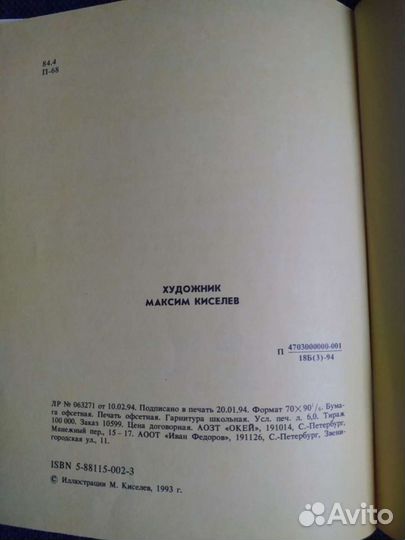 84.4
П-68
ХУДОЖНИК
МАКСИМ КИСЕЛЕВ
П 4703000000-001
18Б(3)-94
ЛР № 063271 от 10.02.94. Подписано в печать 20.01.94. Формат 70×90¹/₆. Бума-
га офсетная. Печать офсетная. Гарнитура школьная. Усл. печ. л. 6,0. Тираж
100 000. Заказ 10599. Цена договорная. АОЗТ «ОКЕЙ», 191014, С.-Петербург,
Манежный пер., 15 – 17. АООТ «Иван Федоров», 191126, С.-Петербург, Звени-
городская ул., 11.
ISBN 5-88115-002-3
© Иллюстрации М. Киселев, 1993 г.
Avito